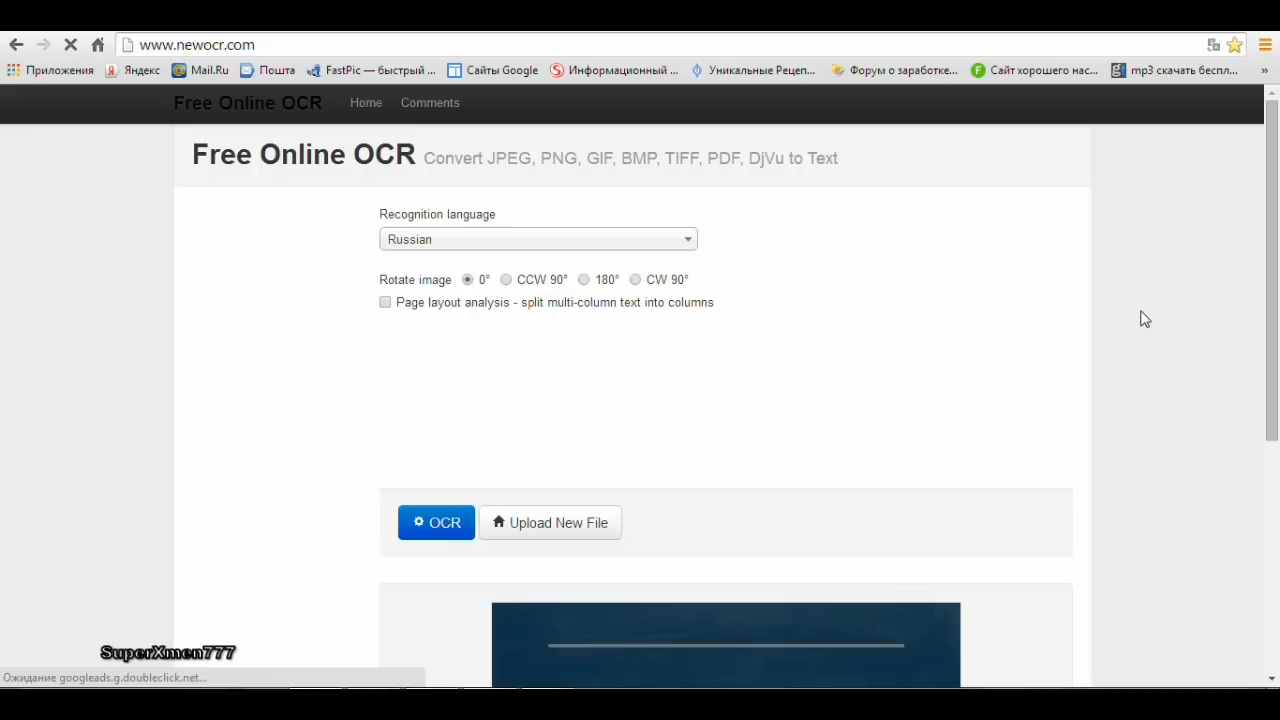 www.newocr.com
Приложения Яндекс Mail.Ru Почта FastPic — быстрый ... Сайты Google Информационный ... Уникальные Рецеп... Форум о заработке... Сайт хорошего нас... mp3 скачать беспл... »
Free Online OCR Home Comments
Free Online OCR Convert JPEG, PNG, GIF, BMP, TIFF, PDF, DjVu to Text
Recognition language
Russian
Rotate image 0° CCW 90° 180° CW 90°
Page layout analysis - split multi-column text into columns
OCR Upload New File
SuperXmen777
Ожидание googleads.g.doubleclick.net...